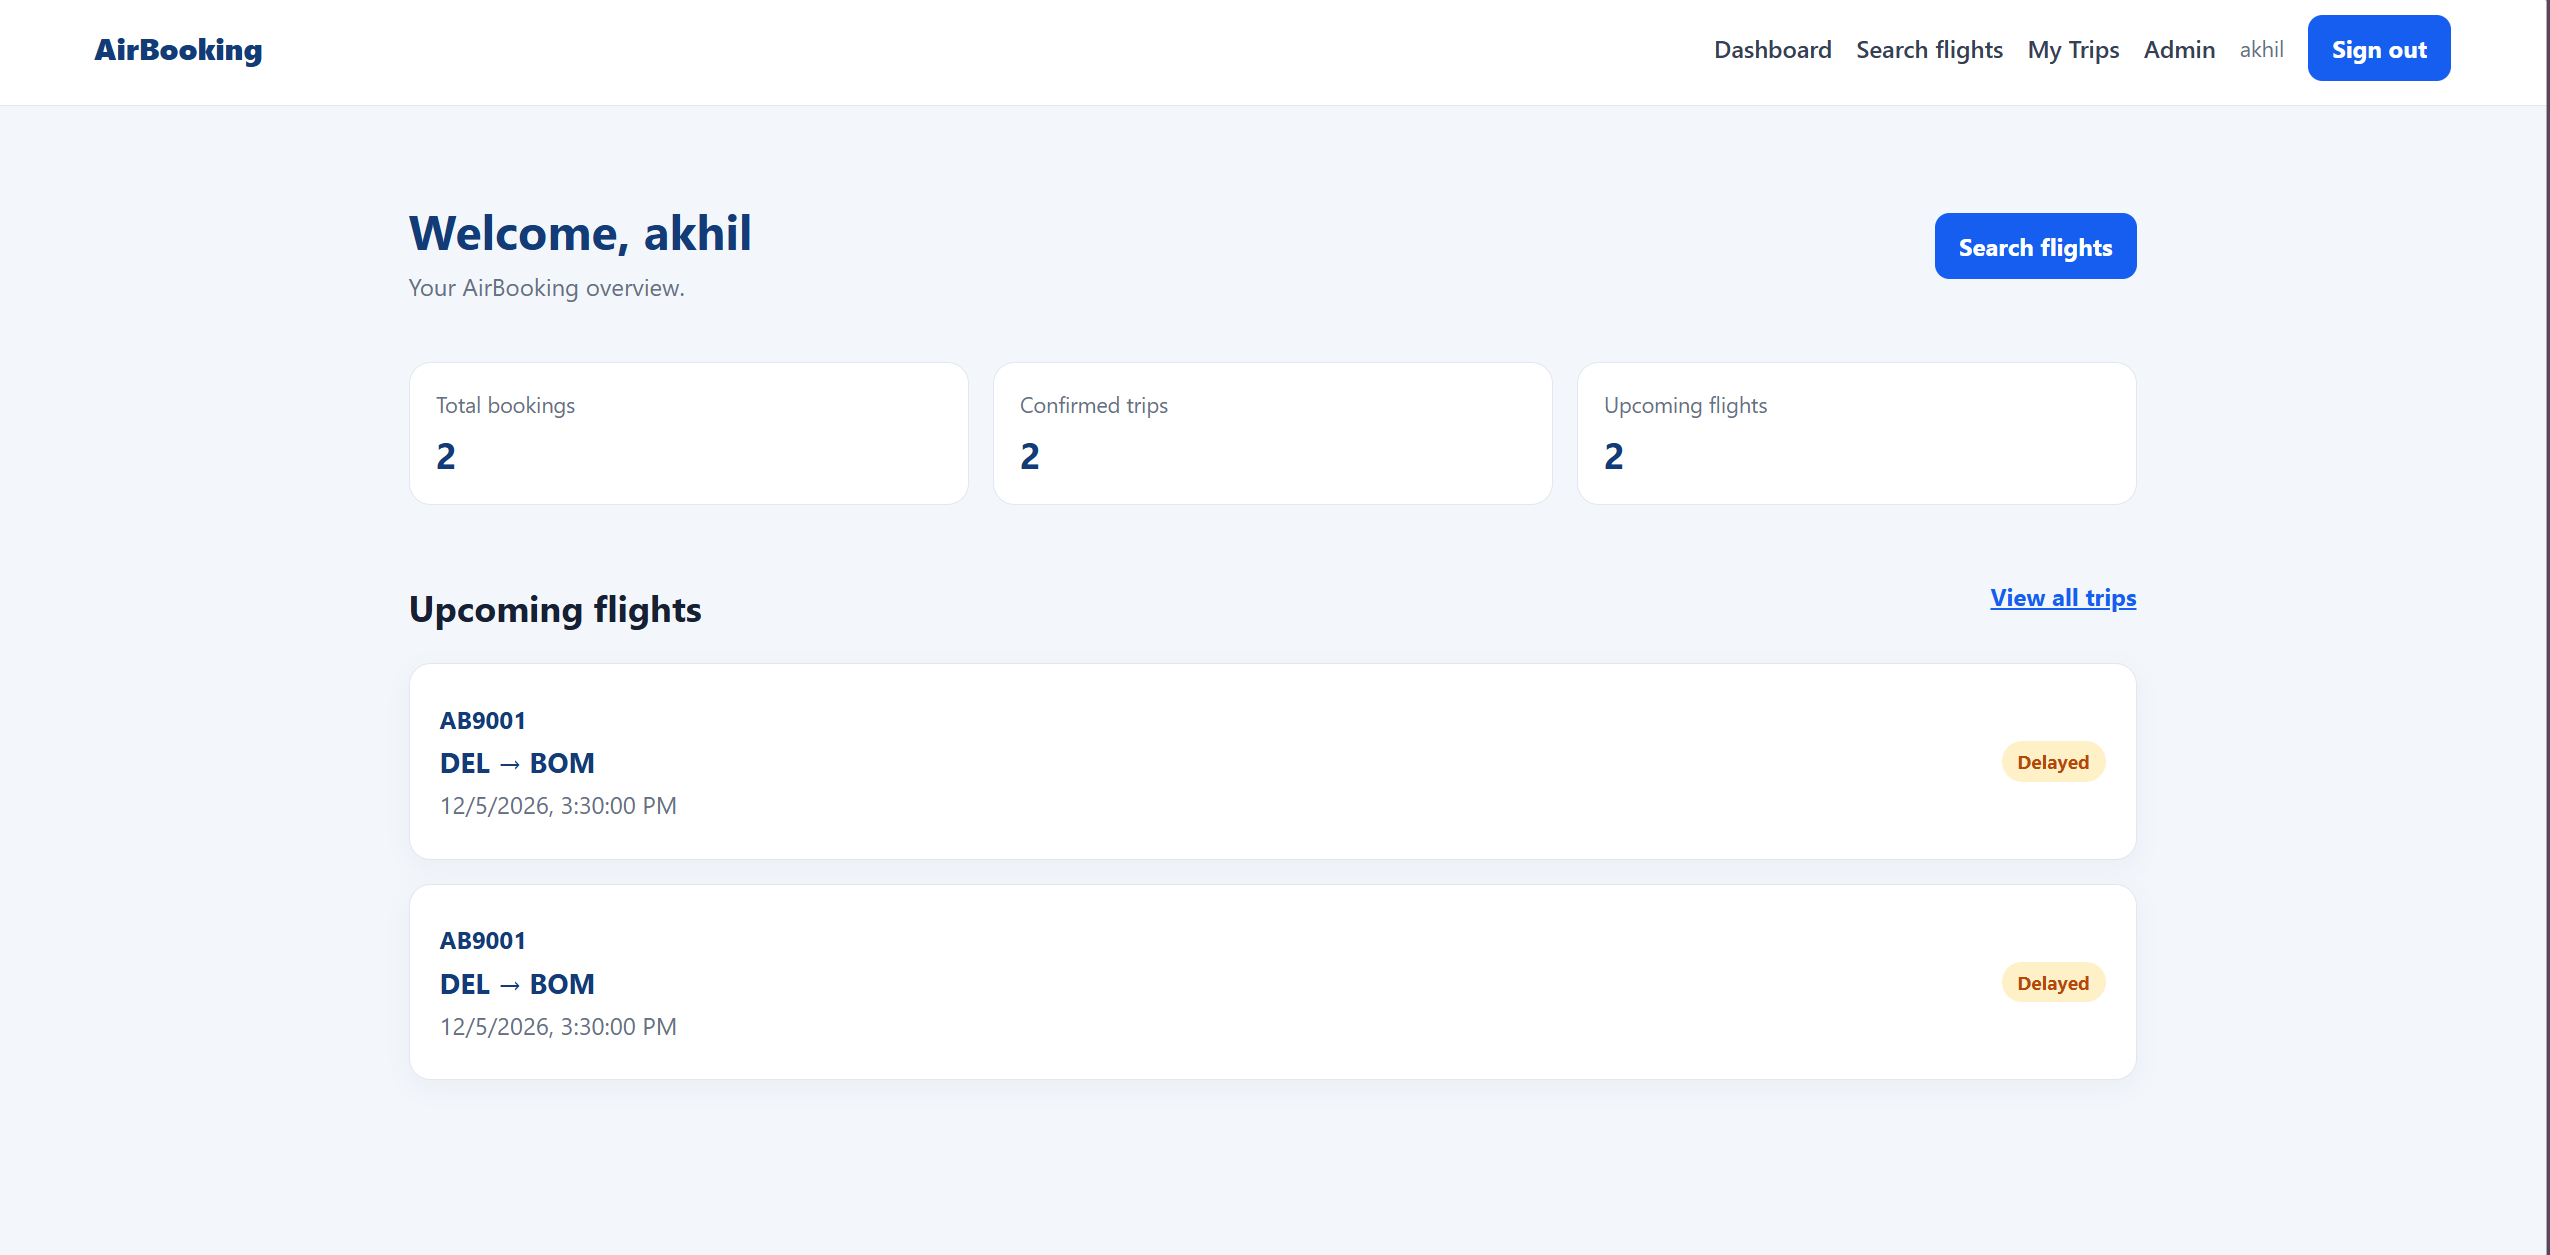 AirBooking
Dashboard Search flights My Trips Admin akhil Sign out
Welcome, akhil
Your AirBooking overview.
Search flights
Total bookings
2
Confirmed trips
2
Upcoming flights
2
Upcoming flights
View all trips
AB9001
DEL → BOM
12/5/2026, 3:30:00 PM
Delayed
AB9001
DEL → BOM
12/5/2026, 3:30:00 PM
Delayed